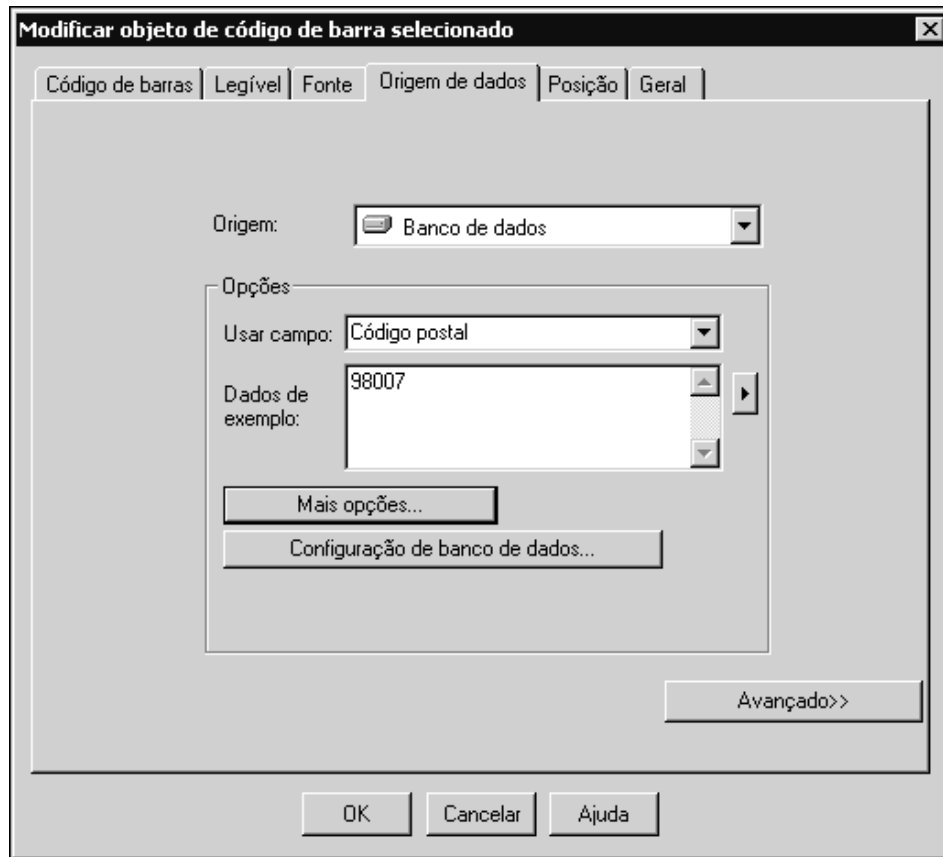 Modificar objeto de código de barra selecionado
Código de barras Legível Fonte Origem de dados Posição Geral
Origem: Banco de dados
Opções
Usar campo: Código postal
Dados de exemplo: 98007
Mais opções...
Configuração de banco de dados...
Avançado>>
OK Cancelar Ajuda